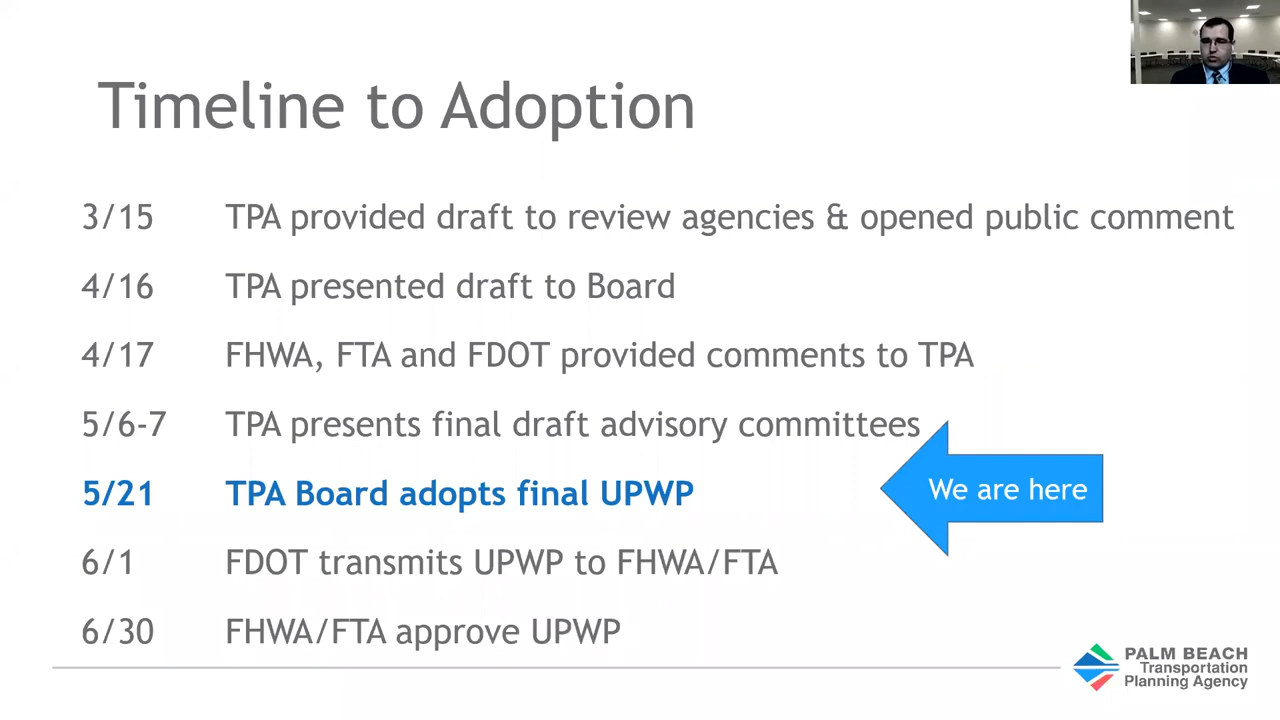 Timeline to Adoption
3/15 TPA provided draft to review agencies & opened public comment
4/16 TPA presented draft to Board
4/17 FHWA, FTA and FDOT provided comments to TPA
5/6-7 TPA presents final draft advisory committees
5/21 TPA Board adopts final UPWP
We are here
6/1 FDOT transmits UPWP to FHWA/FTA
6/30 FHWA/FTA approve UPWP
PALM BEACH
Transportation
Planning Agency